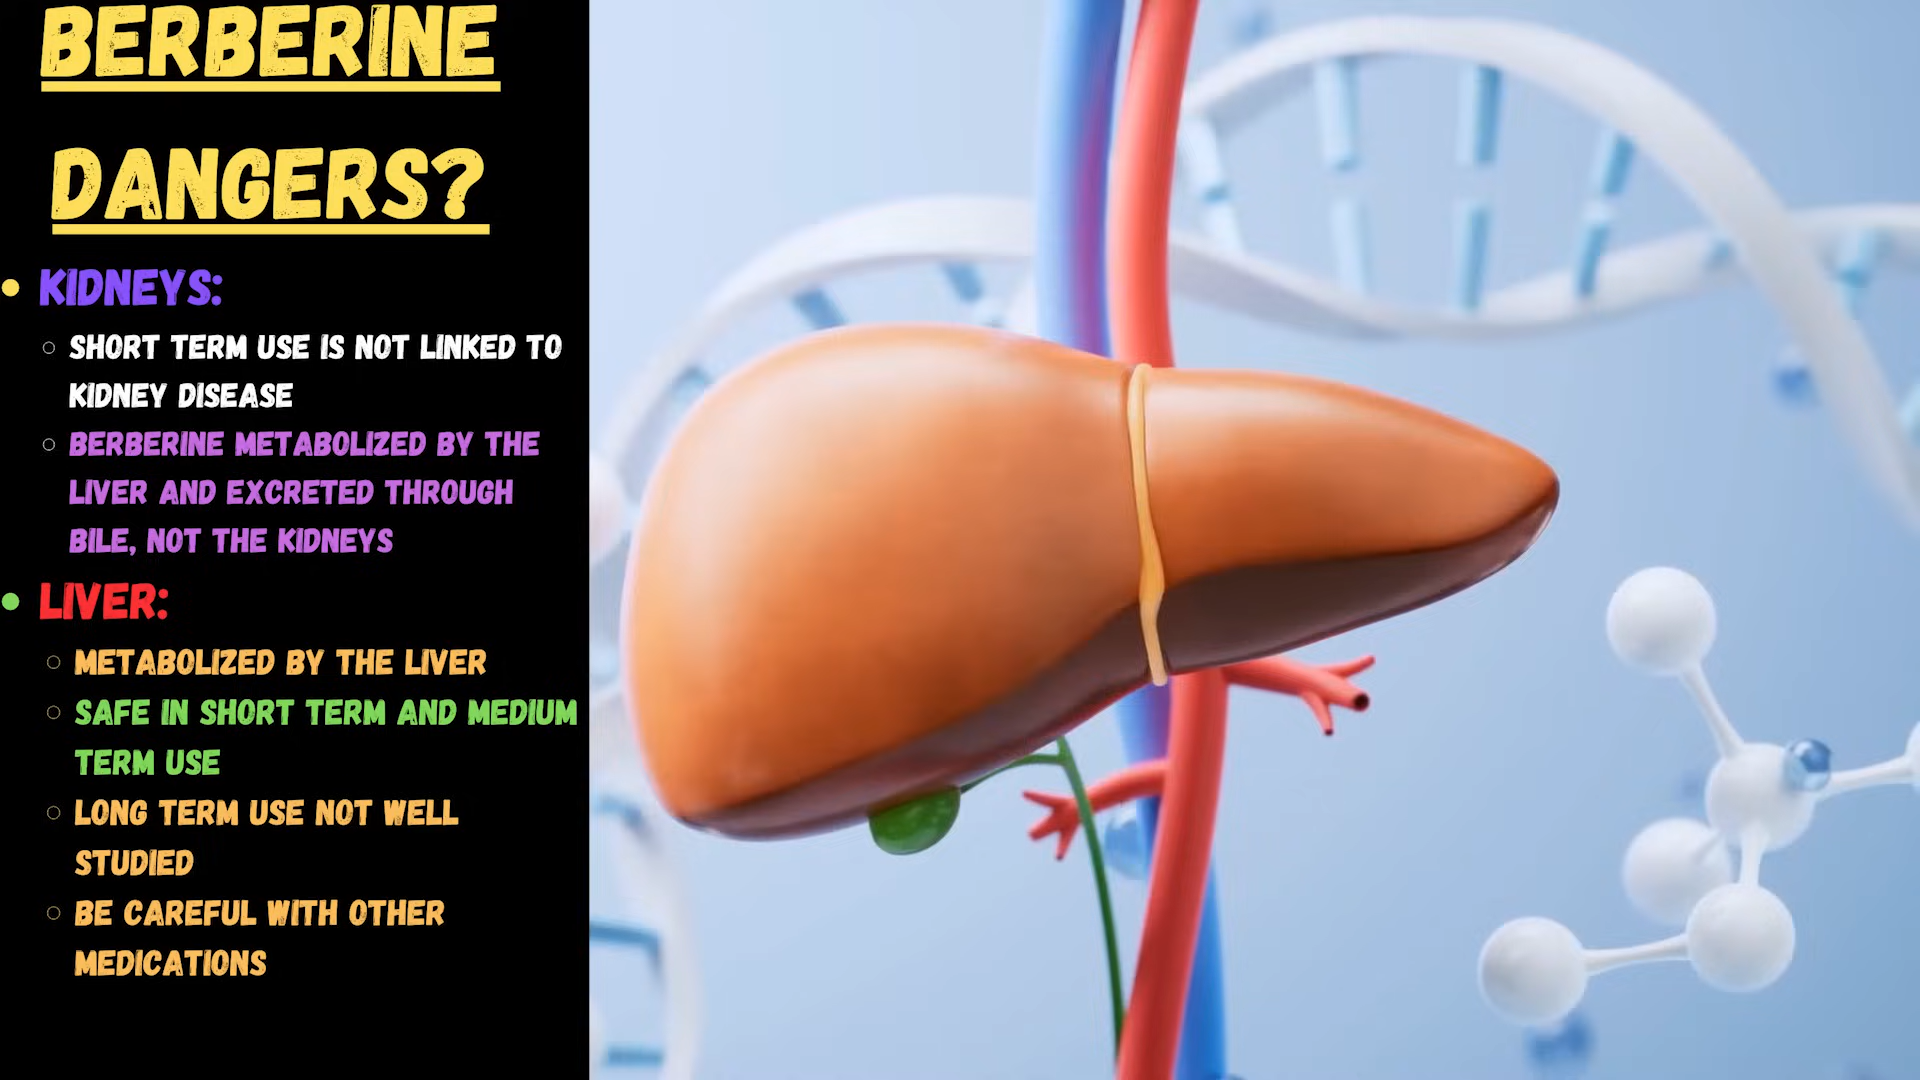 BERBERINE
DANGERS?
KIDNEYS:
SHORT TERM USE IS NOT LINKED TO
KIDNEY DISEASE
BERBERINE METABOLIZED BY THE
LIVER AND EXCRETED THROUGH
BILE, NOT THE KIDNEYS
LIVER:
METABOLIZED BY THE LIVER
SAFE IN SHORT TERM AND MEDIUM
TERM USE
LONG TERM USE NOT WELL
STUDIED
BE CAREFUL WITH OTHER
MEDICATIONS